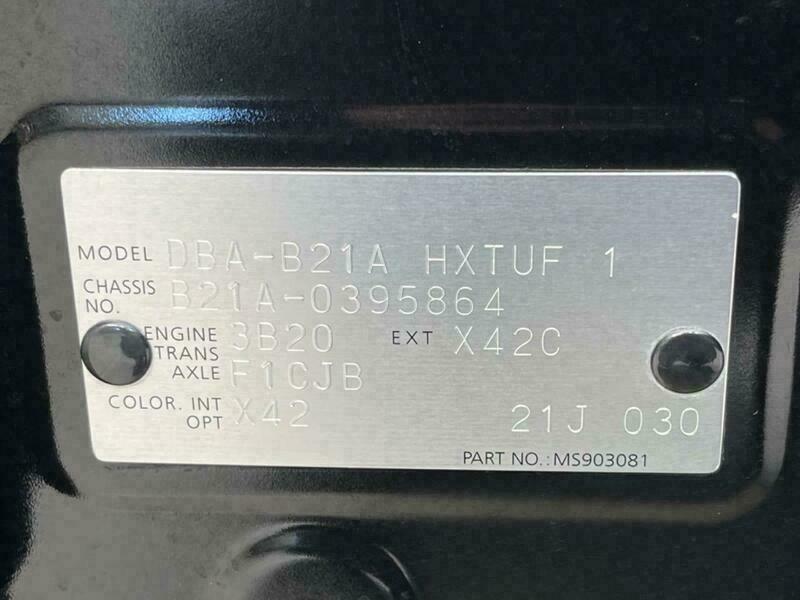 MODEL DBA-B21A HXTUF 1
CHASSIS NO. B21A-0395864
ENGINE 3B20 EXT X42C
TRANS AXLE F1CJB
COLOR. INT X42
OPT 21J 030
PART NO.: MS903081